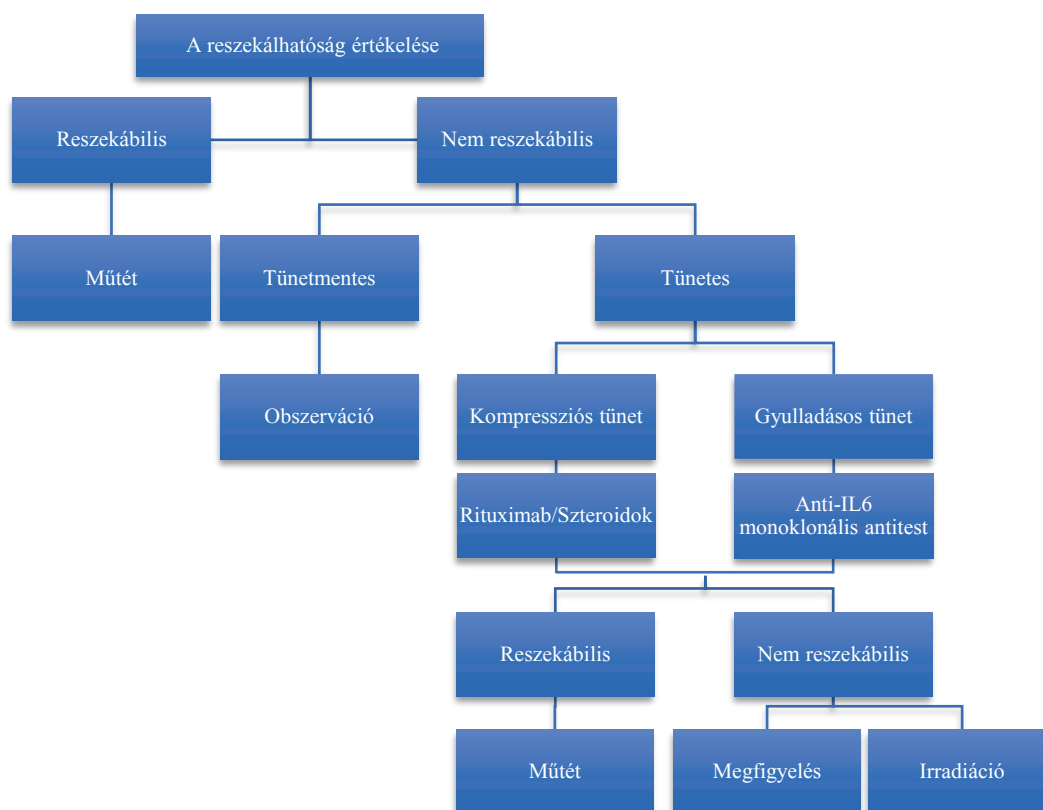 A reszekálhatóság értékelése
Reszekábilis
Nem reszekábilis
Műtét
Tünetmentes
Tünetes
Obszerváció
Kompressziós tünet
Gyulladásos tünet
Rituximab/Szteroidok
Anti-IL6
monoklonális antitest
Reszekábilis
Nem reszekábilis
Műtét
Megfigyelés
Irradiáció